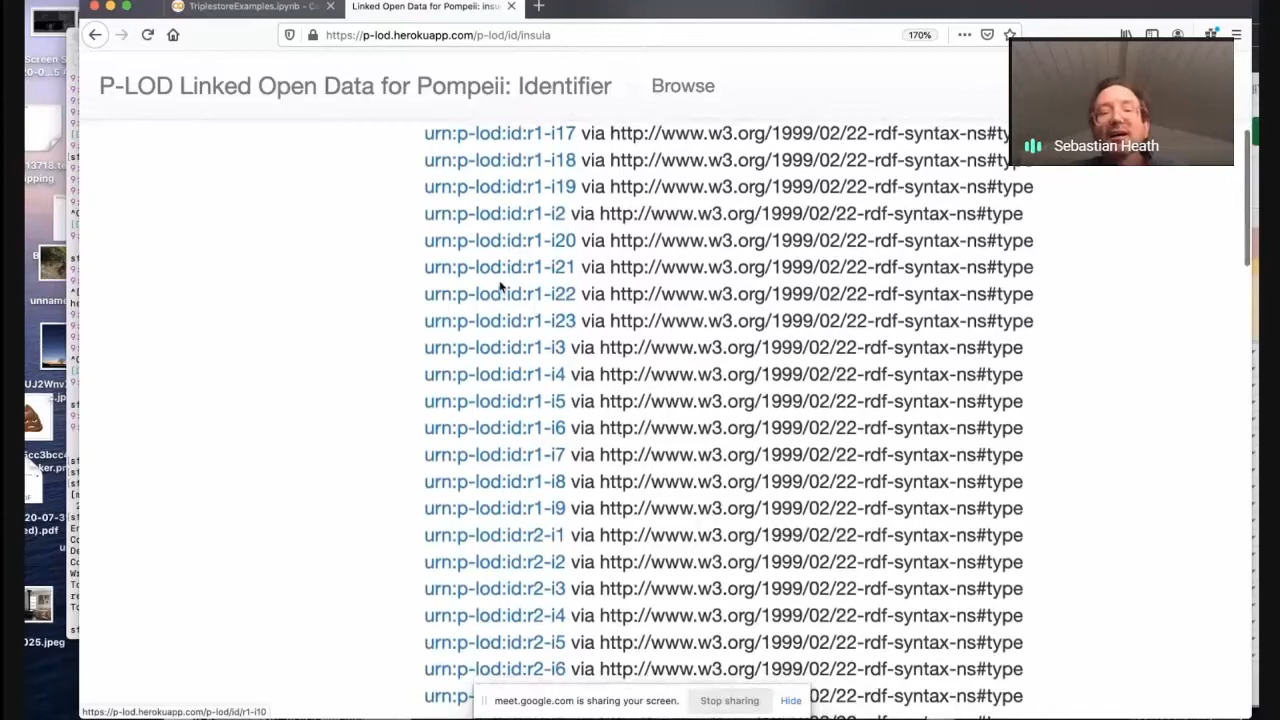 TriplestoreExamples.ipynb - C
Linked Open Data for Pompeii: insu
https://p-lod.herokuapp.com/p-lod/id/insula
170%
P-LOD Linked Open Data for Pompeii: Identifier
Browse
Sebastian Heath
urn:p-lod:id:r1-i17 via http://www.w3.org/1999/02/22-rdf-syntax-ns#ty
urn:p-lod:id:r1-i18 via http://www.w3.org/1999/02/22-rdf-syntax-ns#type
urn:p-lod:id:r1-i19 via http://www.w3.org/1999/02/22-rdf-syntax-ns#type
urn:p-lod:id:r1-i2 via http://www.w3.org/1999/02/22-rdf-syntax-ns#type
urn:p-lod:id:r1-i20 via http://www.w3.org/1999/02/22-rdf-syntax-ns#type
urn:p-lod:id:r1-i21 via http://www.w3.org/1999/02/22-rdf-syntax-ns#type
urn:p-lod:id:r1-i22 via http://www.w3.org/1999/02/22-rdf-syntax-ns#type
urn:p-lod:id:r1-i23 via http://www.w3.org/1999/02/22-rdf-syntax-ns#type
urn:p-lod:id:r1-i3 via http://www.w3.org/1999/02/22-rdf-syntax-ns#type
urn:p-lod:id:r1-i4 via http://www.w3.org/1999/02/22-rdf-syntax-ns#type
urn:p-lod:id:r1-i5 via http://www.w3.org/1999/02/22-rdf-syntax-ns#type
urn:p-lod:id:r1-i6 via http://www.w3.org/1999/02/22-rdf-syntax-ns#type
urn:p-lod:id:r1-i7 via http://www.w3.org/1999/02/22-rdf-syntax-ns#type
urn:p-lod:id:r1-i8 via http://www.w3.org/1999/02/22-rdf-syntax-ns#type
urn:p-lod:id:r1-i9 via http://www.w3.org/1999/02/22-rdf-syntax-ns#type
urn:p-lod:id:r2-i1 via http://www.w3.org/1999/02/22-rdf-syntax-ns#type
urn:p-lod:id:r2-i2 via http://www.w3.org/1999/02/22-rdf-syntax-ns#type
urn:p-lod:id:r2-i3 via http://www.w3.org/1999/02/22-rdf-syntax-ns#type
urn:p-lod:id:r2-i4 via http://www.w3.org/1999/02/22-rdf-syntax-ns#type
urn:p-lod:id:r2-i5 via http://www.w3.org/1999/02/22-rdf-syntax-ns#type
urn:p-lod:id:r2-i6 via http://www.w3.org/1999/02/22-rdf-syntax-ns#type
meet.google.com is sharing your screen.
Stop sharing
Hide
https://p-lod.herokuapp.com/p-lod/id/r1-i10
Screen S
0-0...5 A
13718.te
pping
unname
UJ2Wnv
.jp
5cc3bcc4
ker.pn
20-07-3
ed).pdf
025.jpeg